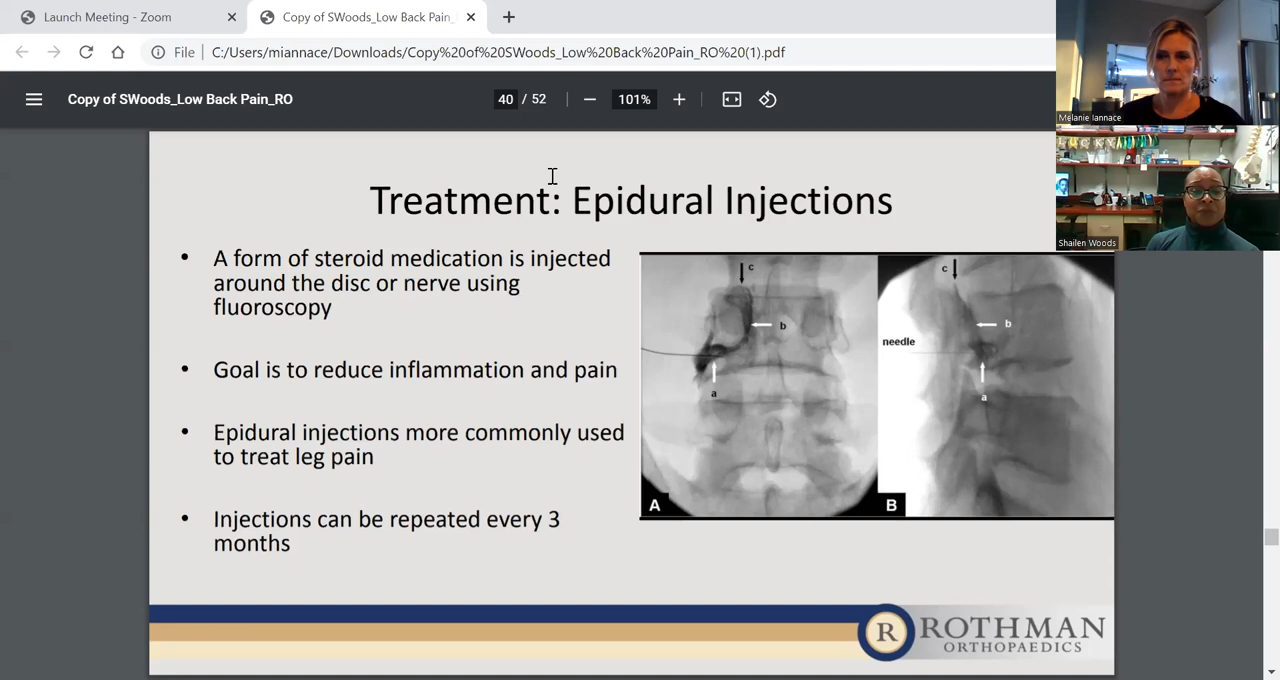 Launch Meeting - Zoom
Copy of SWoods_Low Back Pain_
File
C:/Users/miannace/Downloads/Copy%20of%20SWoods_Low%20Back%20Pain_RO%20(1).pdf
Copy of SWoods_Low Back Pain_RO
40 / 52
101%
Melanie Iannace
Shailen Woods
Treatment: Epidural Injections
• A form of steroid medication is injected
around the disc or nerve using
fluoroscopy
• Goal is to reduce inflammation and pain
• Epidural injections more commonly used
to treat leg pain
• Injections can be repeated every 3
months
c
b
a
A
c
b
needle
a
B
R
ROTHMAN
ORTHOPAEDICS